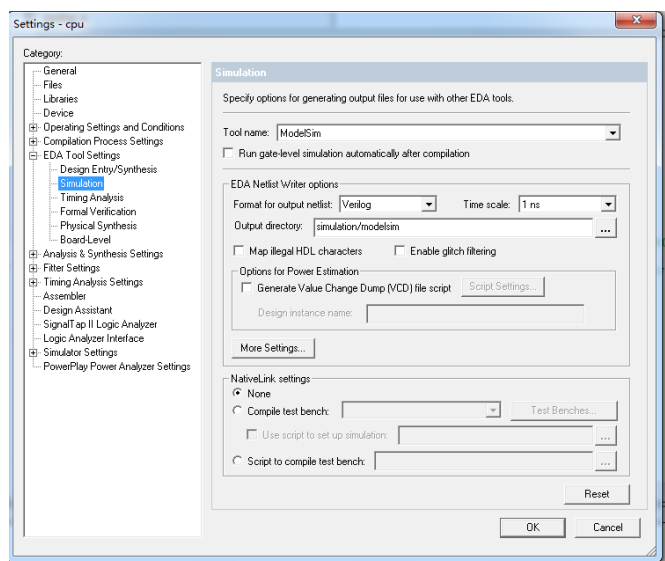 Settings - cpu
Category:
General
Files
Libraries
Device
Operating Settings and Conditions
Compilation Process Settings
EDA Tool Settings
Design Entry/Synthesis
Simulation
Timing Analysis
Formal Verification
Physical Synthesis
Board-Level
Analysis & Synthesis Settings
Fitter Settings
Timing Analysis Settings
Assembler
Design Assistant
SignalTap II Logic Analyzer
Logic Analyzer Interface
Simulator Settings
PowerPlay Power Analyzer Settings
Simulation
Specify options for generating output files for use with other EDA tools.
Tool name: ModelSim
Run gate-level simulation automatically after compilation
EDA Netlist Writer options
Format for output netlist: Verilog Time scale: 1 ns
Output directory: simulation/modelsim ...
Map illegal HDL characters Enable glitch filtering
Options for Power Estimation
Generate Value Change Dump (VCD) file script Script Settings...
Design instance name:
More Settings...
NativeLink settings
None
Compile test bench: Test Benches...
Use script to set up simulation: ...
Script to compile test bench: ...
Reset
OK Cancel